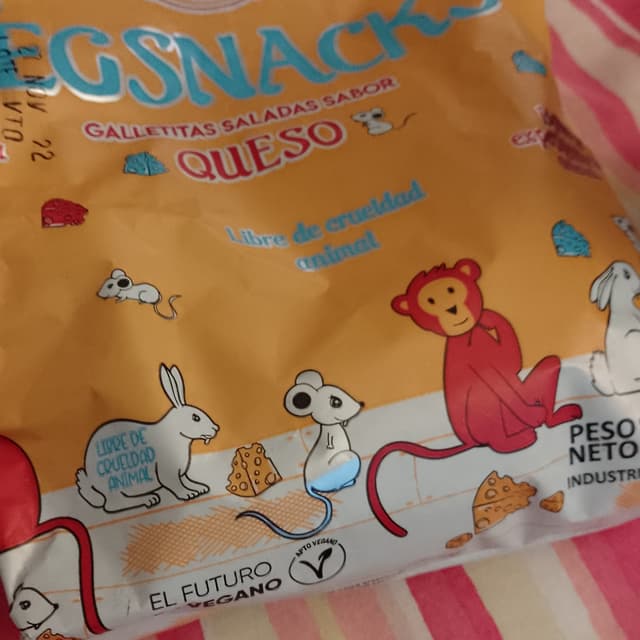 EGSNACKS
GALLETITAS SALADAS SABOR
QUESO
Libre de crueldad
animal
NOV 22
VTO
LIBRE DE
CRUELDAD
ANIMAL
PESO
NETO
INDUSTRI
APTO VEGANO
EL FUTURO
VEGANO